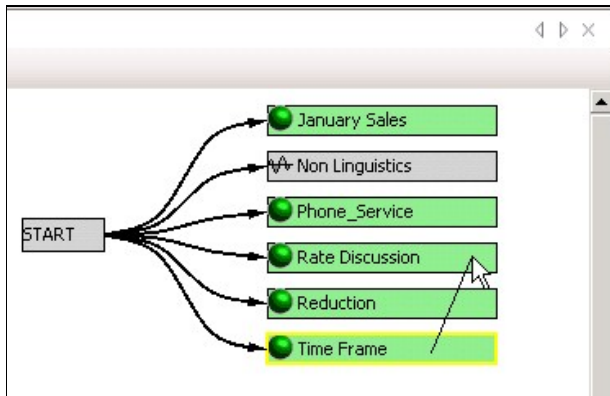 January Sales
Non Linguistics
Phone_Service
START
Rate Discussion
Reduction
Time Frame